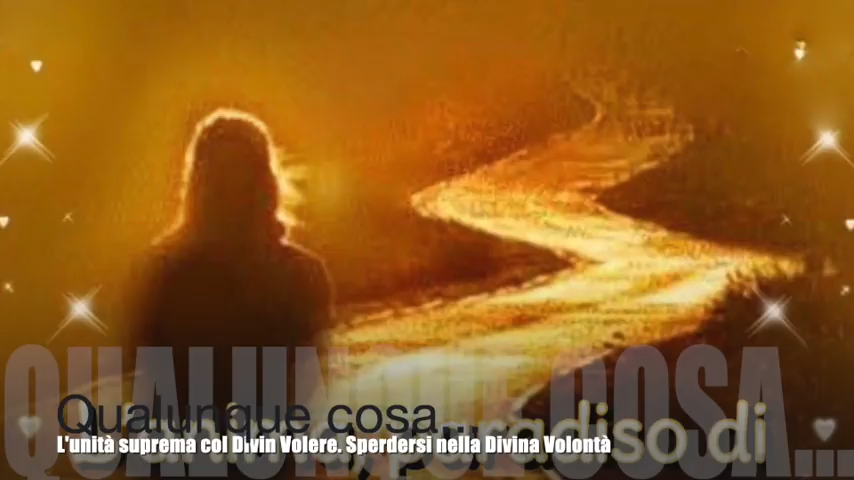 QUALUNQUE COSA...
Qualunque cosa...
paradiso di
L'unità suprema col Divin Volere. Sperdersi nella Divina Volontà